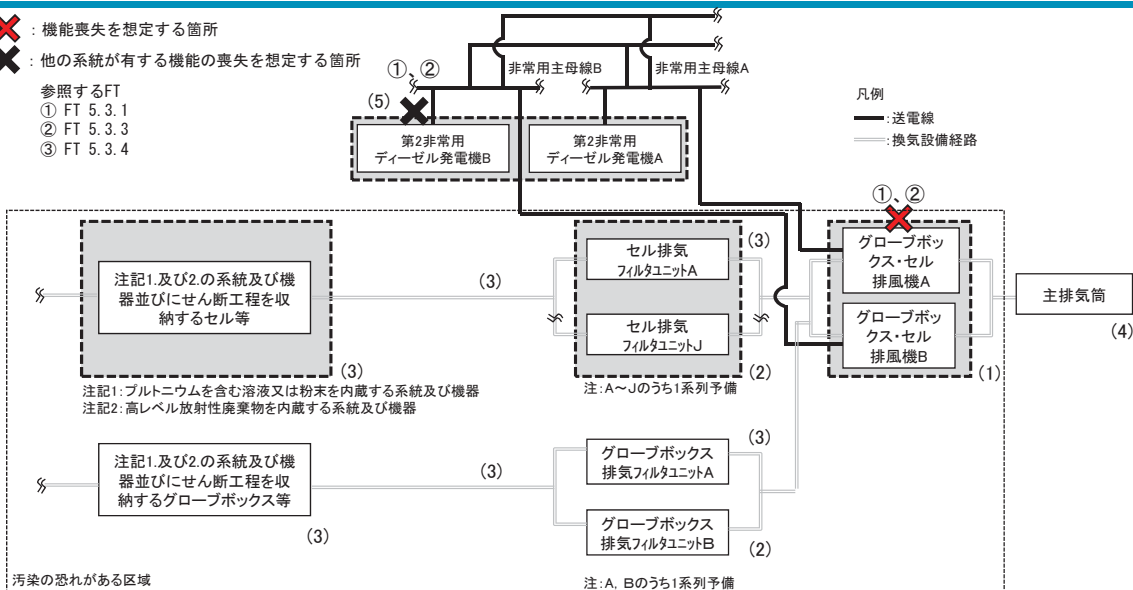 ：機能喪失を想定する箇所
：他の系統が有する機能の喪失を想定する箇所
参照するFT
① FT 5.3.1
② FT 5.3.3
③ FT 5.3.4
①、②
(5)
非常用主母線B
非常用主母線A
第2非常用
ディーゼル発電機B
第2非常用
ディーゼル発電機A
凡例
:送電線
:換気設備経路
①、②
注記1.及び2.の系統及び機
器並びにせん断工程を収
納するセル等
(3)
(3)
セル排気
フィルタユニットA
(3)
セル排気
フィルタユニットJ
(2)
注:A～Jのうち1系列予備
グローブボッ
クス・セル
排風機A
グローブボッ
クス・セル
排風機B
(1)
主排気筒
(4)
注記1:プルトニウムを含む溶液又は粉末を内蔵する系統及び機器
注記2:高レベル放射性廃棄物を内蔵する系統及び機器
注記1.及び2.の系統及び機
器並びにせん断工程を収
納するグローブボックス等
(3)
(3)
グローブボックス
排気フィルタユニットA
(3)
グローブボックス
排気フィルタユニットB
(2)
注:A, Bのうち1系列予備
汚染の恐れがある区域